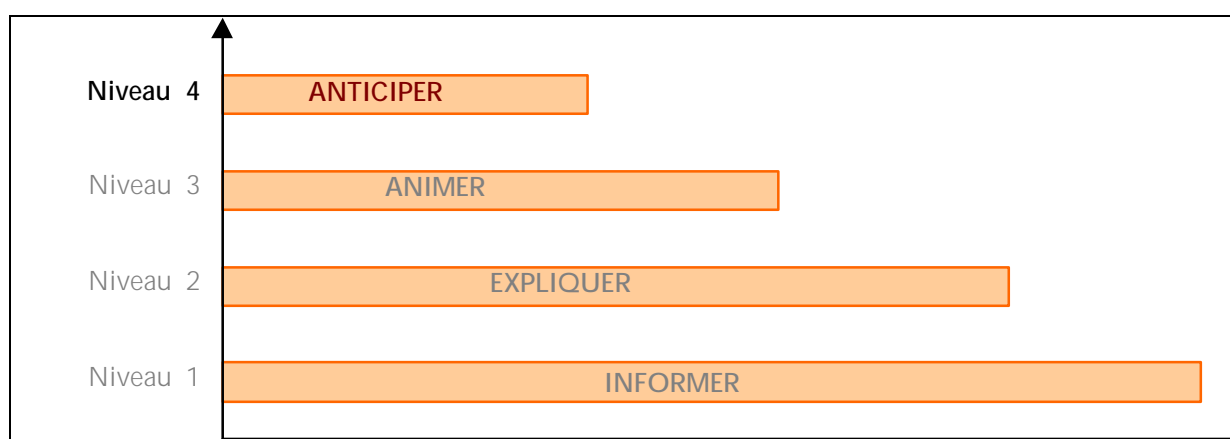 Niveau 4 ANTICIPER
Niveau 3 ANIMER
Niveau 2 EXPLIQUER
Niveau 1 INFORMER